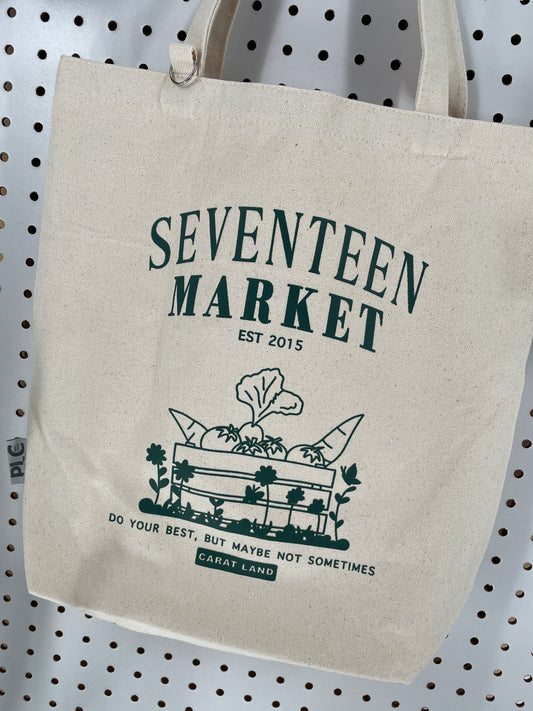 SEVENTEEN
MARKET
EST 2015
DO YOUR BEST, BUT MAYBE NOT SOMETIMES
CARAT LAND
PLC